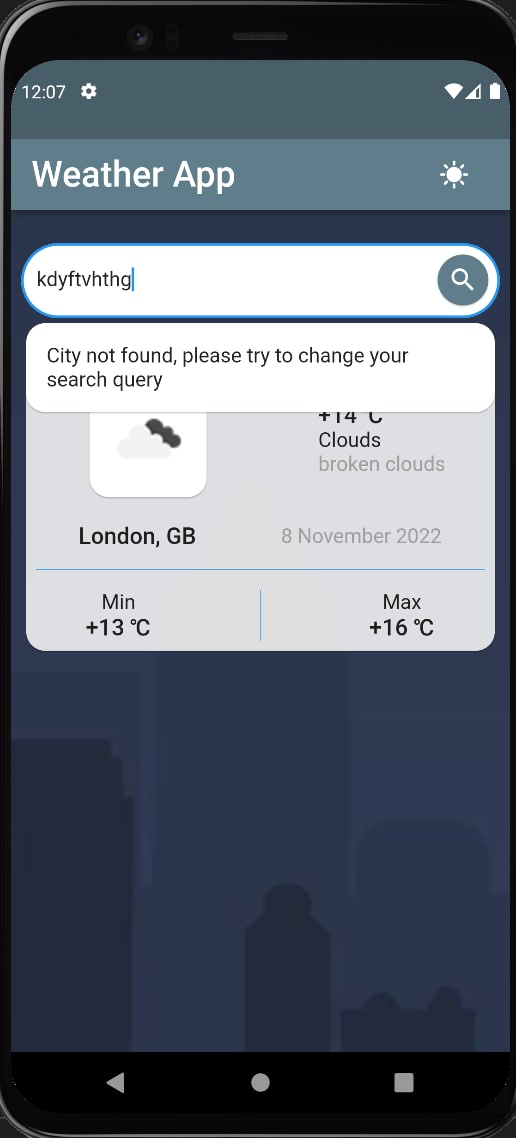 12:07
Weather App
kdyftvhthg
City not found, please try to change your
search query
+14 ℃
Clouds
broken clouds
London, GB
8 November 2022
Min
+13 ℃
Max
+16 ℃